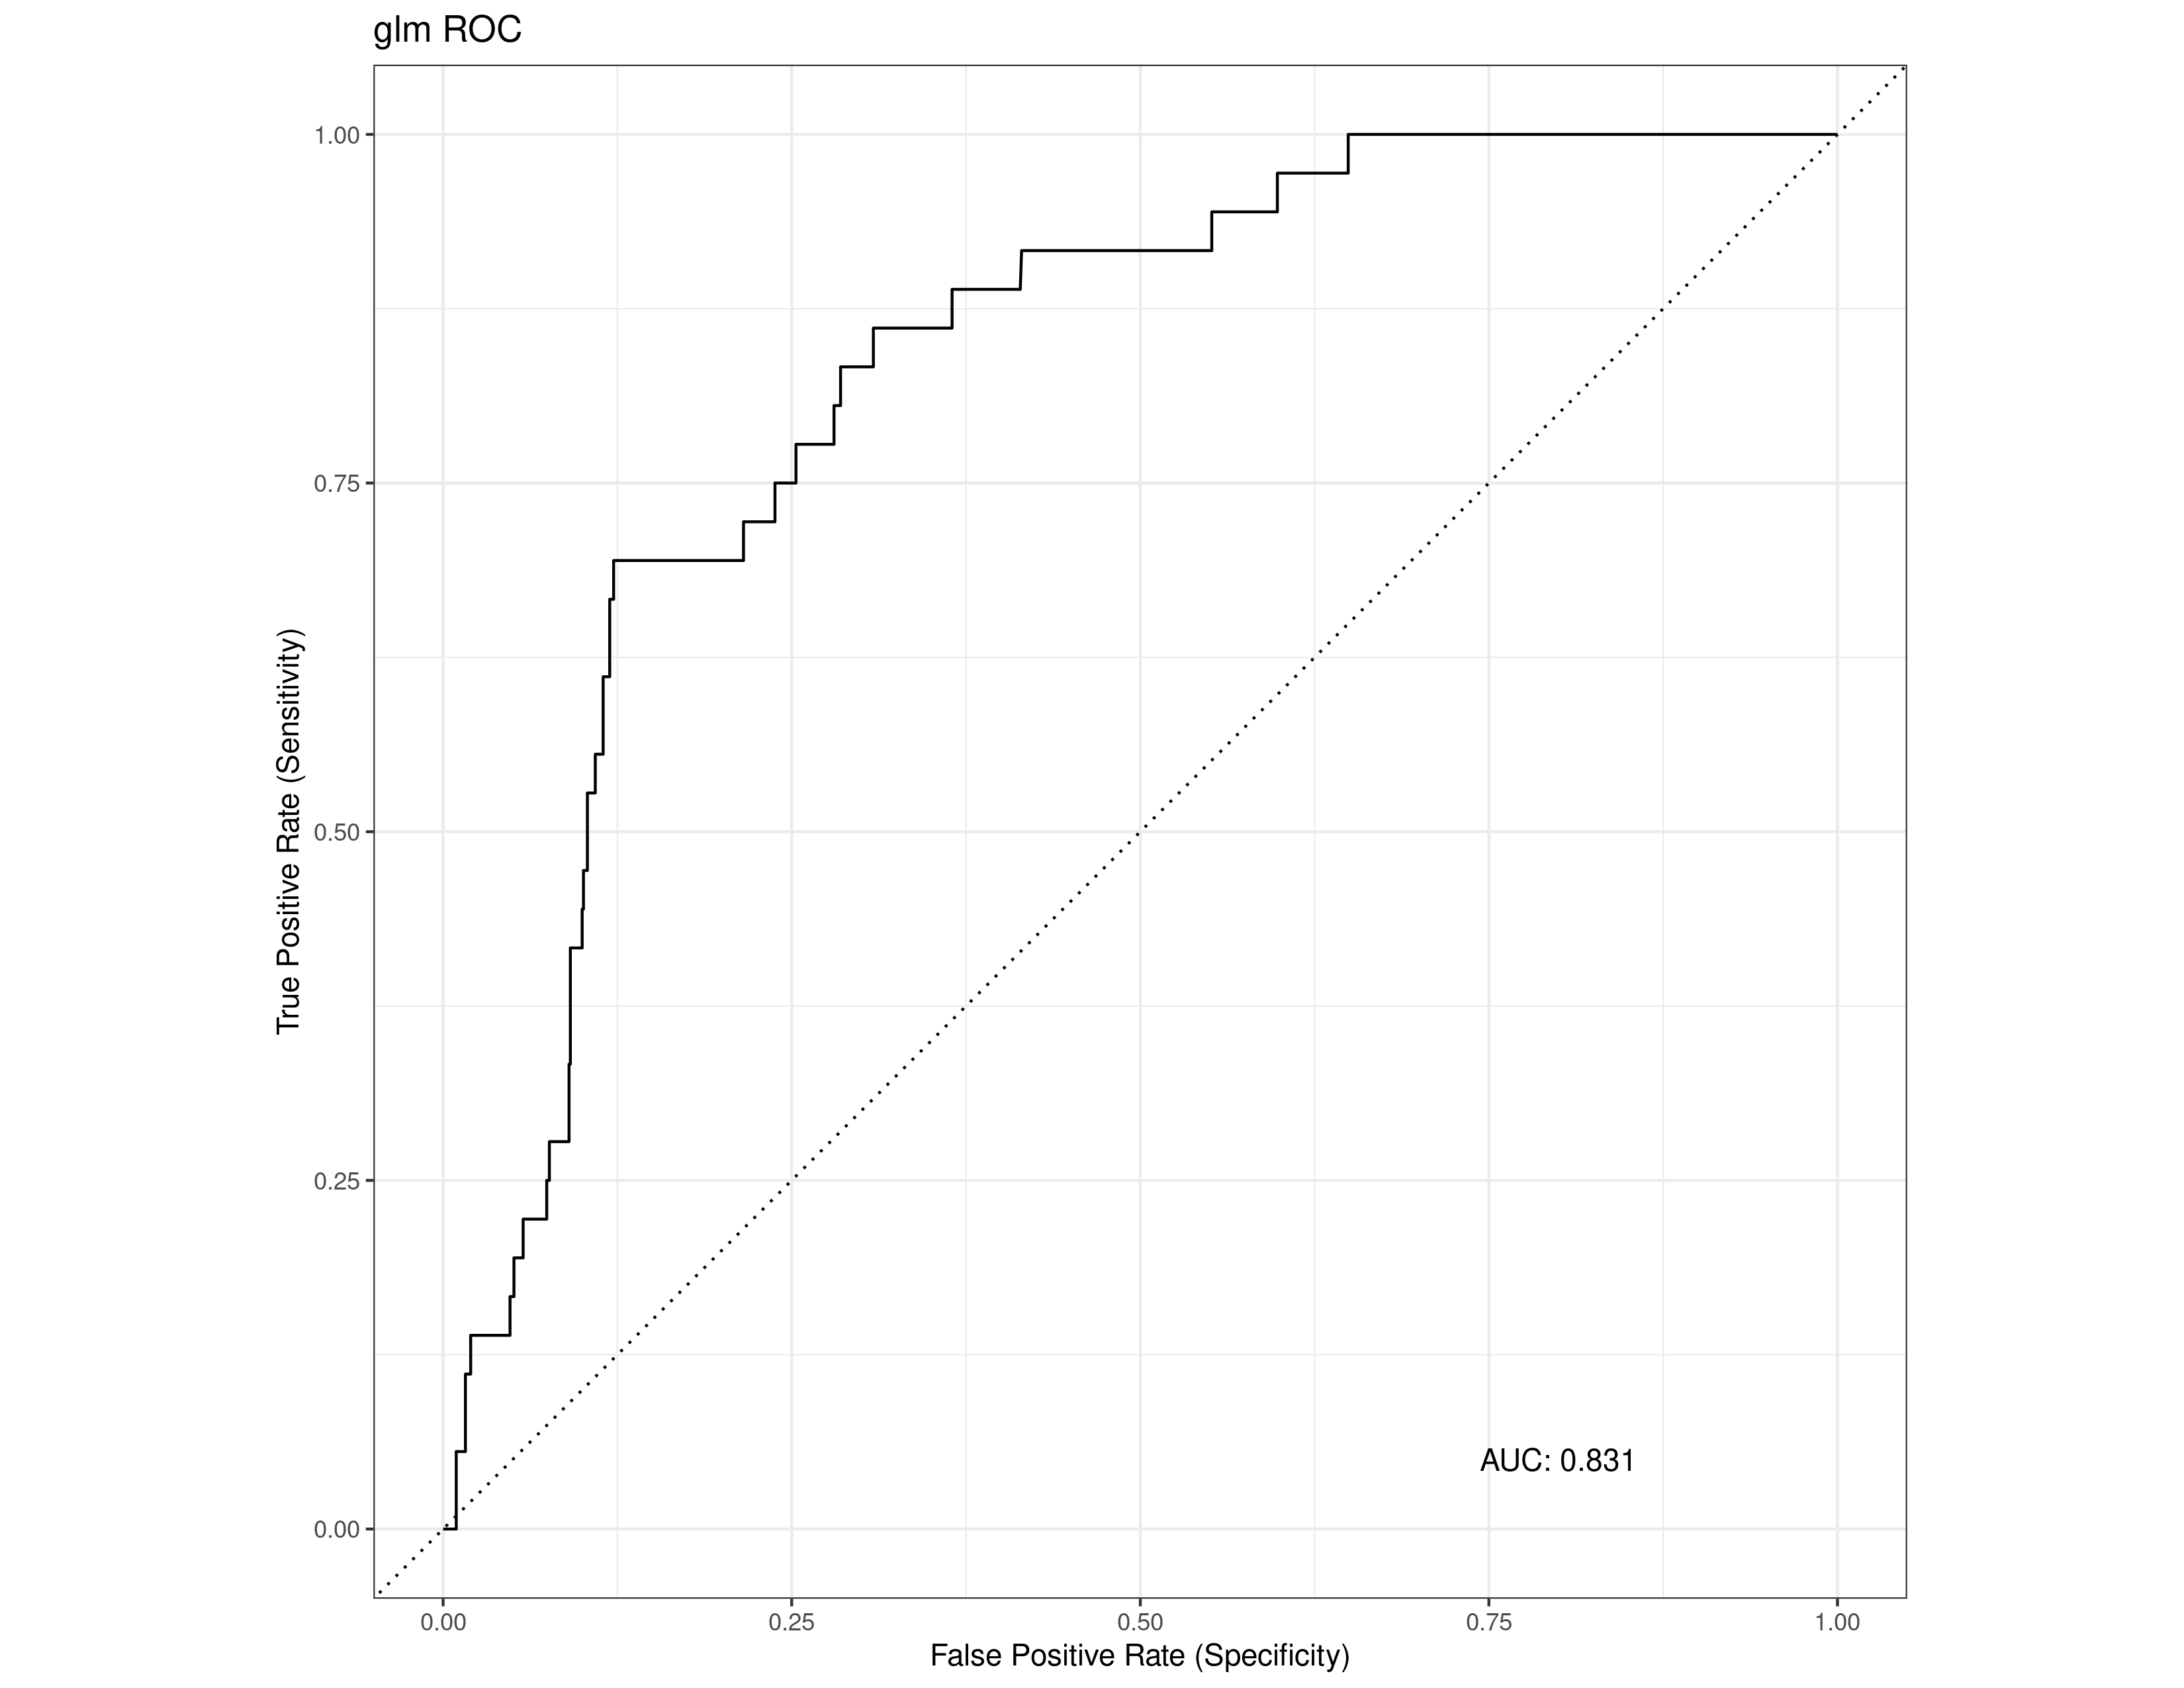 glm ROC
1.00
0.75
0.50
0.25
0.00
True Positive Rate (Sensitivity)
AUC: 0.831
0.00 0.25 0.50 0.75 1.00
False Positive Rate (Specificity)